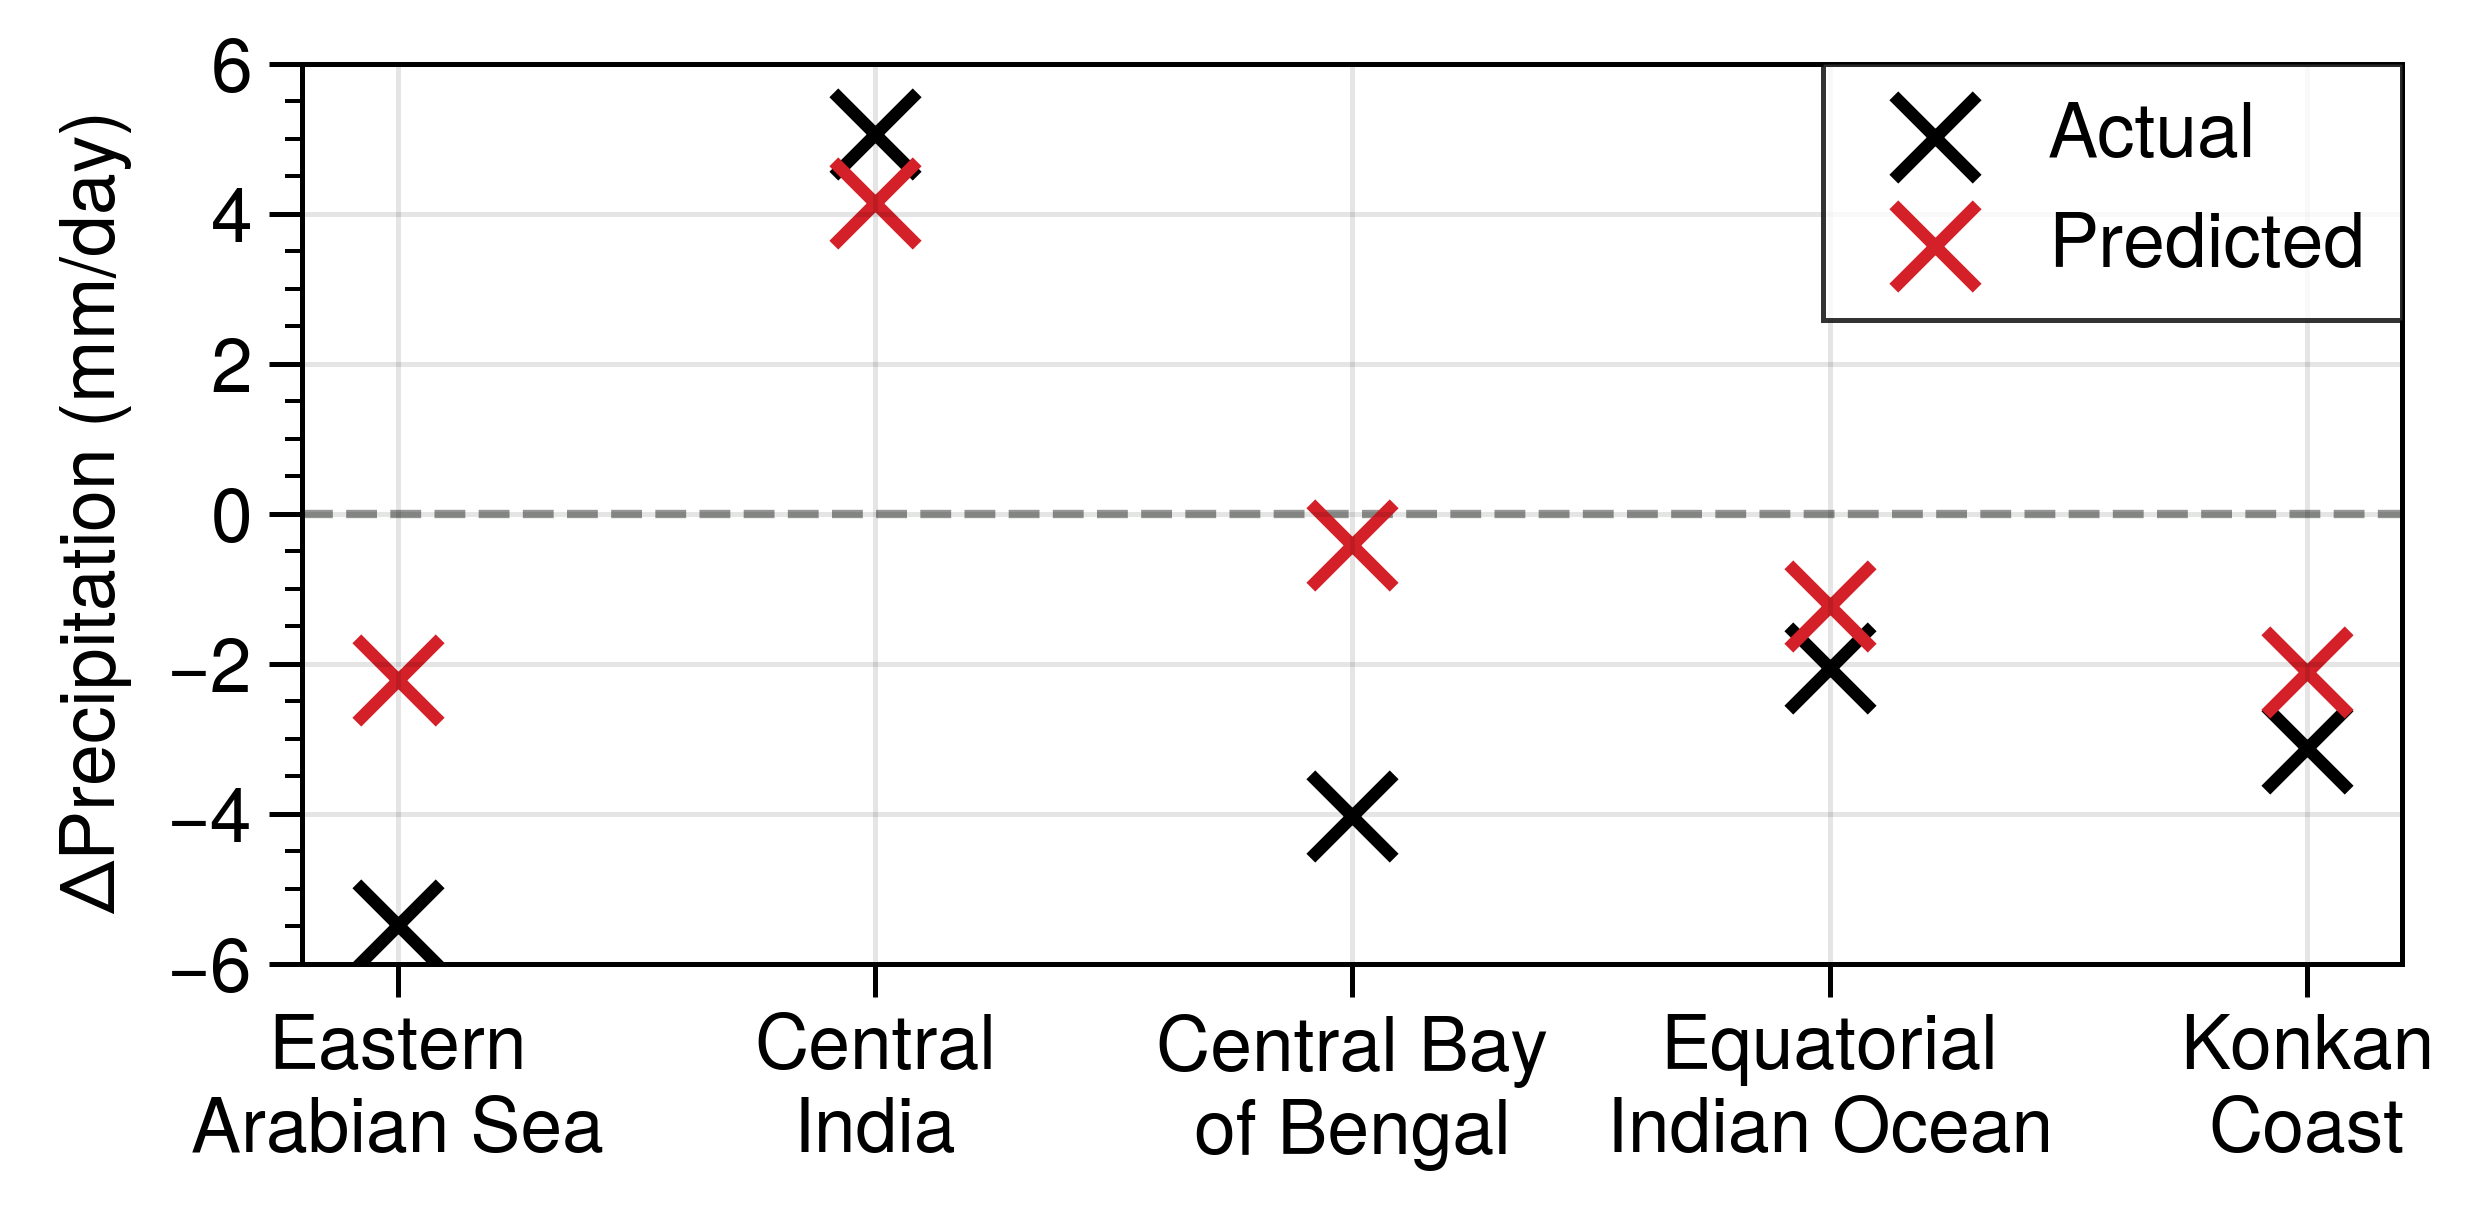 ΔPrecipitation (mm/day)
6
4
2
0
−2
−4
−6
Actual
Predicted
Eastern
Arabian Sea
Central
India
Central Bay
of Bengal
Equatorial
Indian Ocean
Konkan
Coast